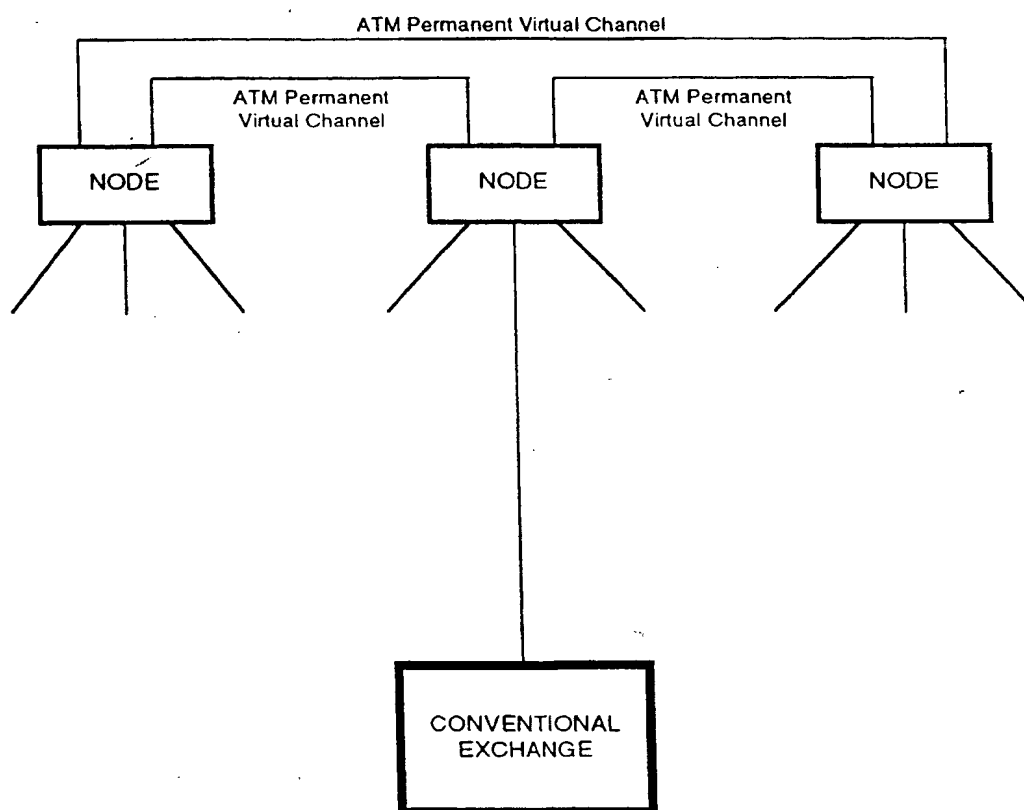 ATM Permanent Virtual Channel
ATM Permanent
Virtual Channel
ATM Permanent
Virtual Channel
NODE
NODE
NODE
CONVENTIONAL
EXCHANGE